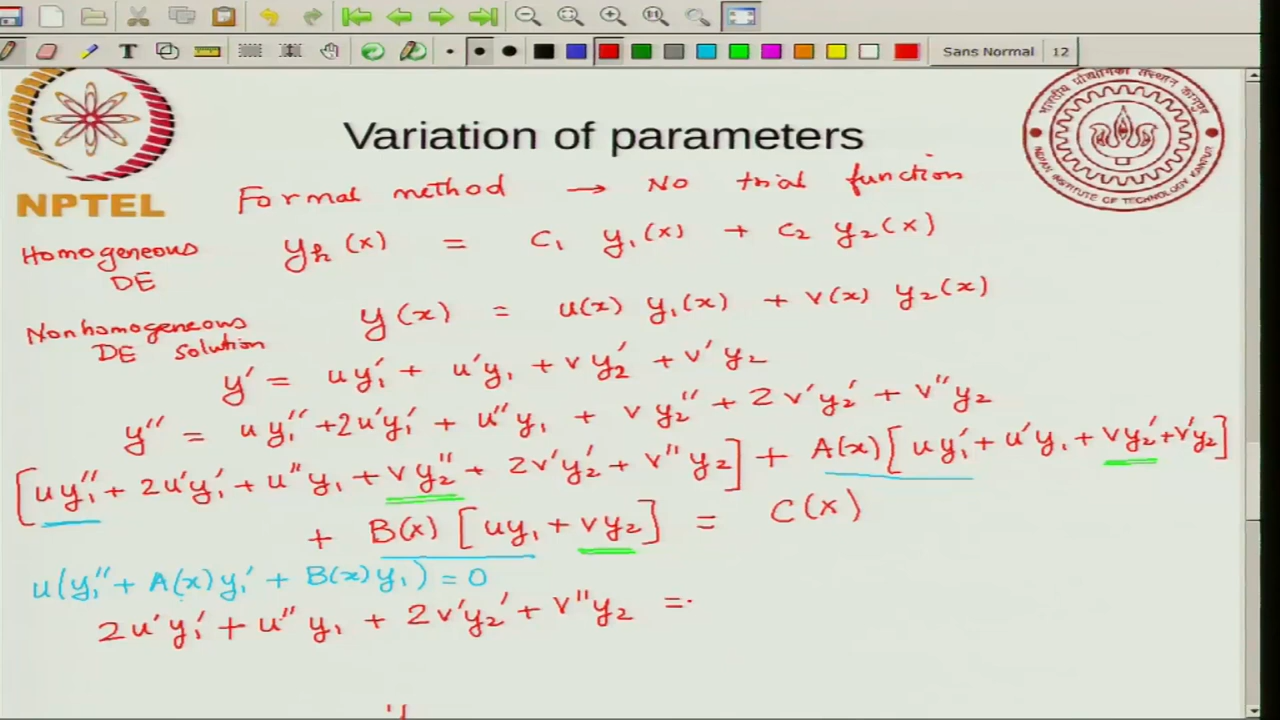 Sans Normal 12
Variation of parameters
NPTEL
Formal method → No trial function
Homogeneous DE
yh(x) = C1 y1(x) + C2 y2(x)
Nonhomogeneous DE solution
y(x) = u(x) y1(x) + v(x) y2(x)
y' = uy1' + u'y1 + vy2' + v'y2
y'' = uy1'' + 2u'y1' + u''y1 + vy2'' + 2v'y2' + v''y2
[uy1'' + 2u'y1' + u''y1 + vy2'' + 2v'y2' + v''y2] + A(x)[uy1' + u'y1 + vy2' + v'y2]
+ B(x) [uy1 + vy2] = C(x)
u(y1'' + A(x)y1' + B(x)y1) = 0
2u'y1' + u''y1 + 2v'y2' + v''y2 =